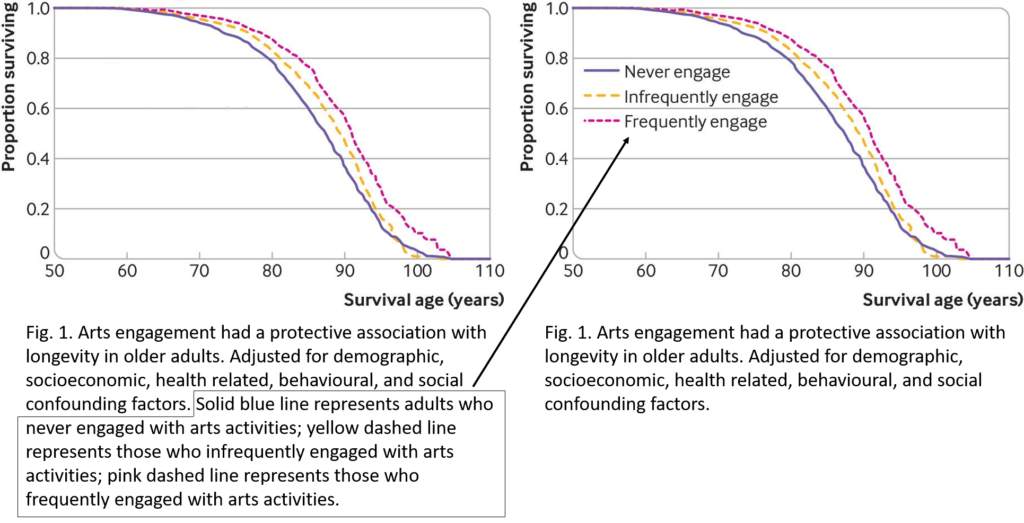 Proportion surviving
1.0
0.8
0.6
0.4
0.2
0
50 60 70 80 90 100 110
Survival age (years)
Fig. 1. Arts engagement had a protective association with
longevity in older adults. Adjusted for demographic,
socioeconomic, health related, behavioural, and social
confounding factors. Solid blue line represents adults who
never engaged with arts activities; yellow dashed line
represents those who infrequently engaged with arts
activities; pink dashed line represents those who
frequently engaged with arts activities.
Proportion surviving
1.0
0.8
0.6
0.4
0.2
0
Never engage
Infrequently engage
Frequently engage
50 60 70 80 90 100 110
Survival age (years)
Fig. 1. Arts engagement had a protective association with
longevity in older adults. Adjusted for demographic,
socioeconomic, health related, behavioural, and social
confounding factors.